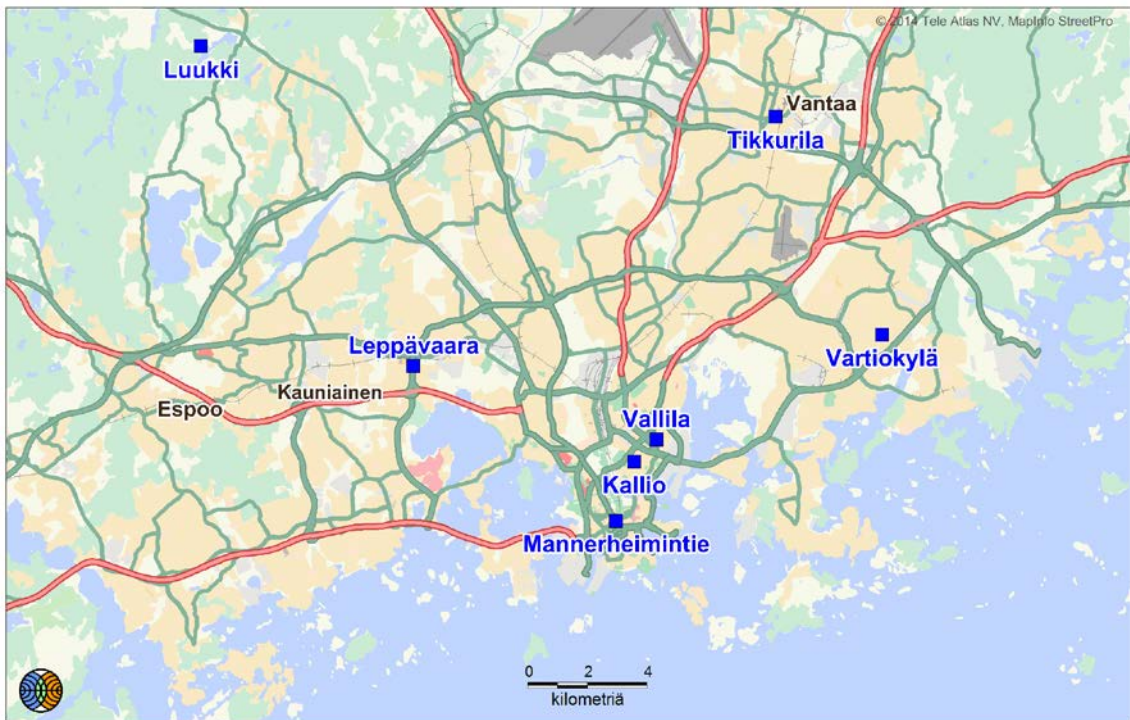 © 2014 Tele Atlas NV, MapInfo StreetPro
Luukki
Vantaa
Tikkurila
Leppävaara
Vartiokylä
Kauniainen
Espoo
Vallila
Kallio
Mannerheimintie
0 2 4
kilometriä